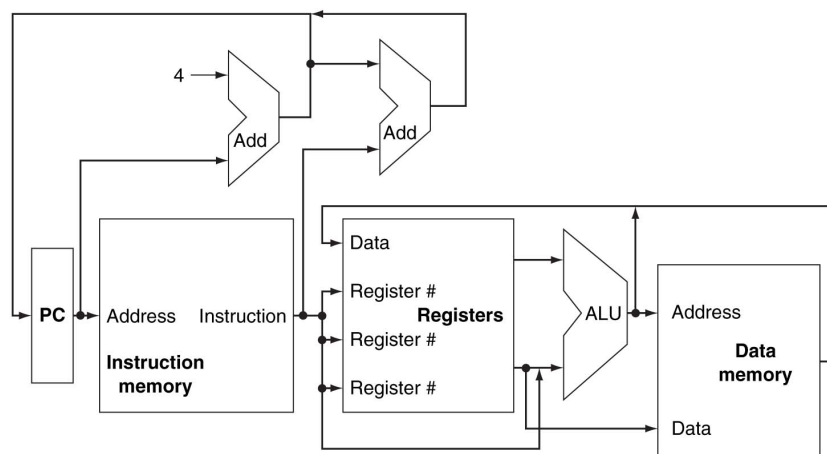 4
Add
Add
Data
PC
Address
Instruction
Register #
Registers
ALU
Address
Instruction
memory
Register #
Data
memory
Register #
Data